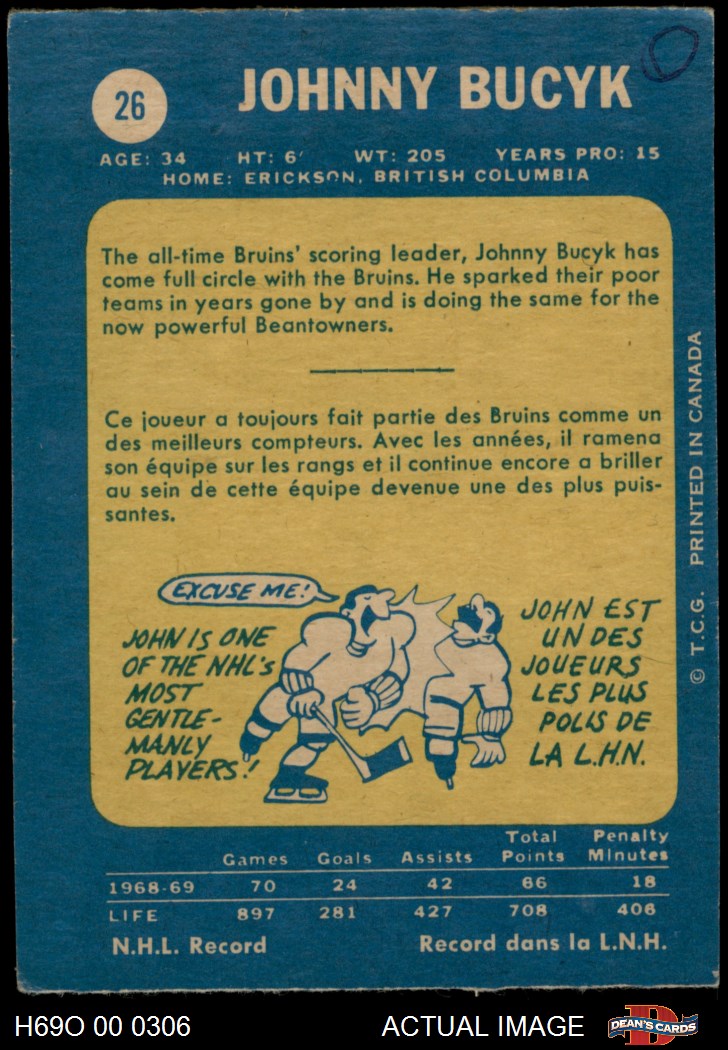 26
JOHNNY BUCYK
AGE: 34 HT: 6' WT: 205 YEARS PRO: 15
HOME: ERICKSON, BRITISH COLUMBIA
The all-time Bruins' scoring leader, Johnny Bucyk has
come full circle with the Bruins. He sparked their poor
teams in years gone by and is doing the same for the
now powerful Beantowners.
Ce joueur a toujours fait partie des Bruins comme un
des meilleurs compteurs. Avec les années, il ramena
son équipe sur les rangs et il continue encore a briller
au sein de cette équipe devenue une des plus puis-
santes.
EXCUSE ME!
JOHN IS ONE
OF THE NHL's
MOST
GENTLE-
MANLY
PLAYERS!
JOHN EST
UN DES
JOUEURS
LES PLUS
POLIS DE
LA L.H.N.
© T.C.G. PRINTED IN CANADA
Games Goals Assists Total Points Penalty Minutes
1968-69 70 24 42 66 18
LIFE 897 281 427 708 406
N.H.L. Record Record dans la L.N.H.
H69O 00 0306 ACTUAL IMAGE
D
DEAN'S CARDS